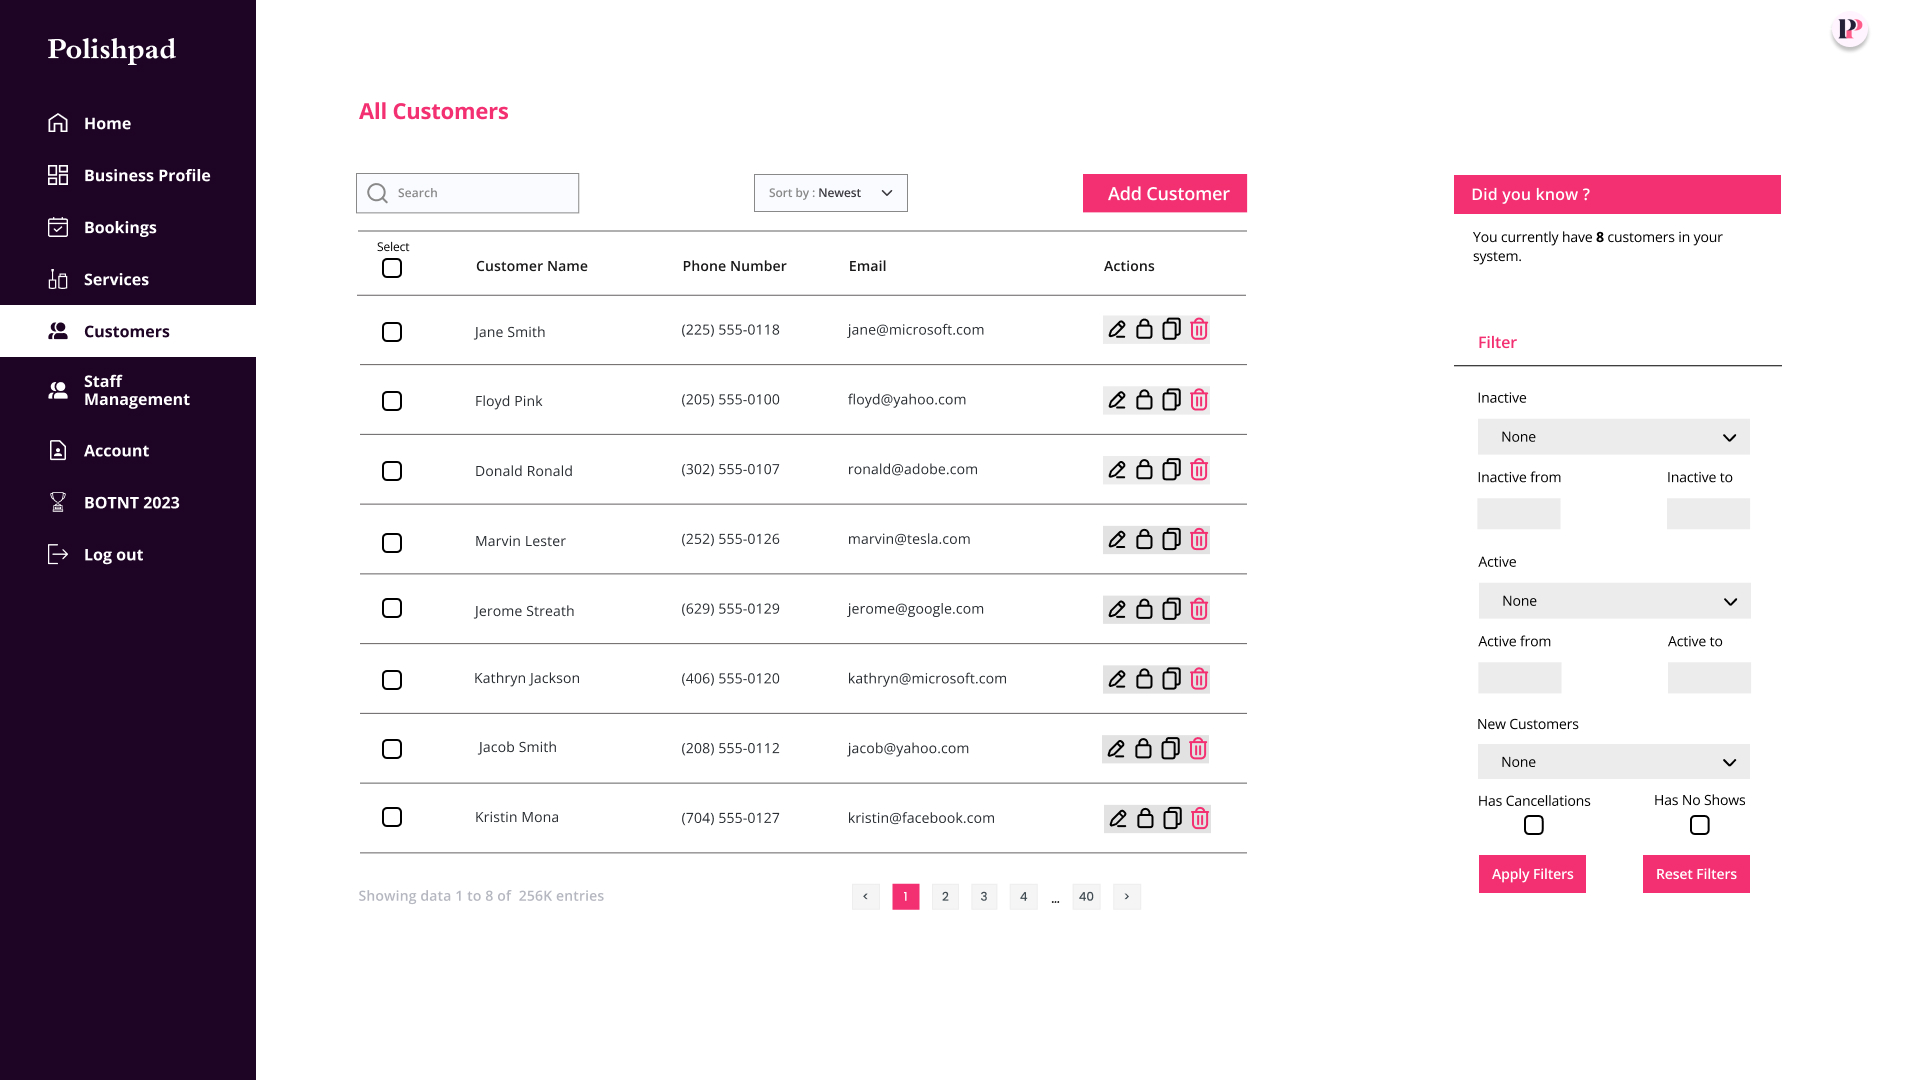 Polishpad
PP
Home
Business Profile
Bookings
Services
Customers
Staff
Management
Account
BOTNT 2023
Log out
All Customers
Search
Sort by : Newest
Add Customer
Select
Customer Name Phone Number Email Actions
Jane Smith (225) 555-0118 jane@microsoft.com
Floyd Pink (205) 555-0100 floyd@yahoo.com
Donald Ronald (302) 555-0107 ronald@adobe.com
Marvin Lester (252) 555-0126 marvin@tesla.com
Jerome Streath (629) 555-0129 jerome@google.com
Kathryn Jackson (406) 555-0120 kathryn@microsoft.com
Jacob Smith (208) 555-0112 jacob@yahoo.com
Kristin Mona (704) 555-0127 kristin@facebook.com
Showing data 1 to 8 of 256K entries
< 1 2 3 4 ... 40 >
Did you know ?
You currently have 8 customers in your
system.
Filter
Inactive
None
Inactive from Inactive to
Active
None
Active from Active to
New Customers
None
Has Cancellations Has No Shows
Apply Filters Reset Filters